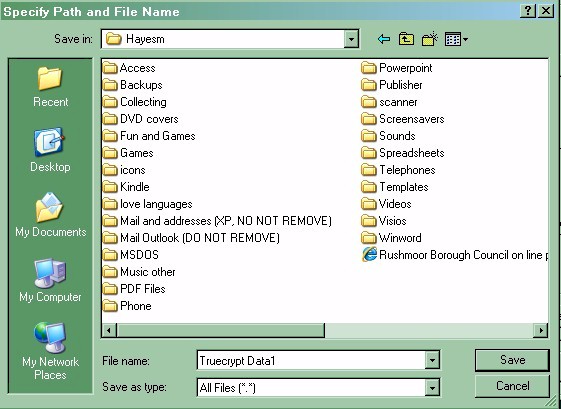 Specify Path and File Name
Save in: Hayesm
Recent
Desktop
My Documents
My Computer
My Network
Places
Access
Backups
Collecting
DVD covers
Fun and Games
Games
icons
Kindle
love languages
Mail and addresses (XP, NO NOT REMOVE)
Mail Outlook (DO NOT REMOVE)
MSDOS
Music other
PDF Files
Phone
Powerpoint
Publisher
scanner
Screensavers
Sounds
Spreadsheets
Telephones
Templates
Videos
Visios
Winword
Rushmoor Borough Council on line p
File name: Truecrypt Data1 Save
Save as type: All Files (*.*) Cancel